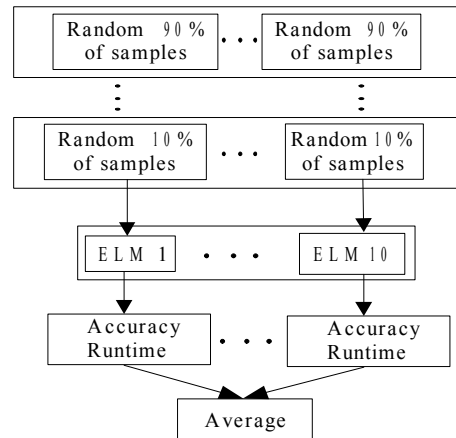 Random 90% of samples
Random 90% of samples
Random 10% of samples
Random 10% of samples
ELM 1
ELM 10
Accuracy Runtime
Accuracy Runtime
Average